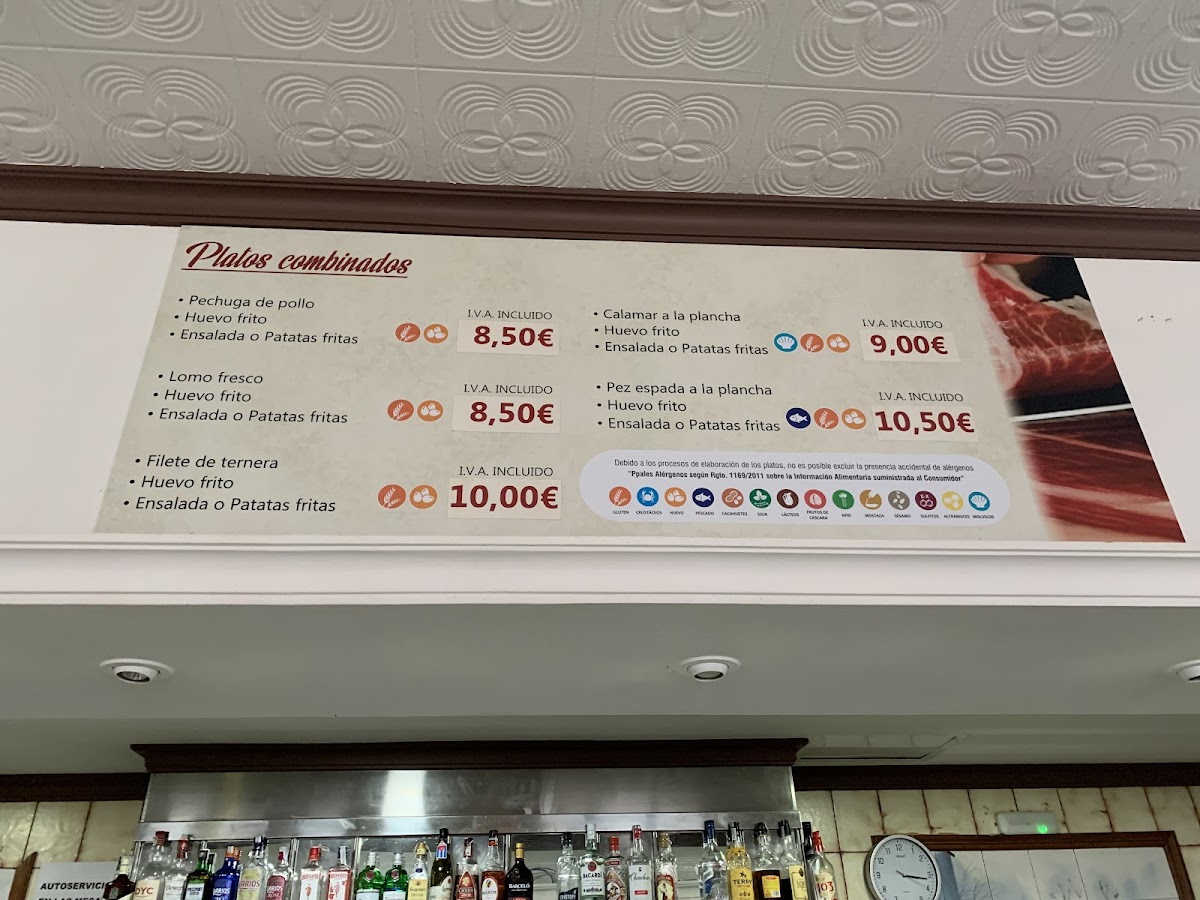 Platos combinados
• Pechuga de pollo
• Huevo frito
• Ensalada o Patatas fritas
I.V.A. INCLUIDO
8,50€
• Lomo fresco
• Huevo frito
• Ensalada o Patatas fritas
I.V.A. INCLUIDO
8,50€
• Filete de ternera
• Huevo frito
• Ensalada o Patatas fritas
I.V.A. INCLUIDO
10,00€
• Calamar a la plancha
• Huevo frito
• Ensalada o Patatas fritas
I.V.A. INCLUIDO
9,00€
• Pez espada a la plancha
• Huevo frito
• Ensalada o Patatas fritas
I.V.A. INCLUIDO
10,50€
Debido a los procesos de elaboración de los platos, no es posible excluir la presencia accidental de alérgenos
"Ppales Alérgenos según Rglto. 1169/2011 sobre la Información Alimentaria suministrada al Consumidor"
GLUTEN CRUSTÁCEOS HUEVO PESCADO CACAHUETES SOJA LÁCTEOS FRUTOS DE CÁSCARA APIO MOSTAZA SÉSAMO SULFITOS ALTRAMUCES MOLUSCOS
AUTOSERVICIO
EN LAS MESA
DYC
BARCELÓ
BACARDI
TERRY
103